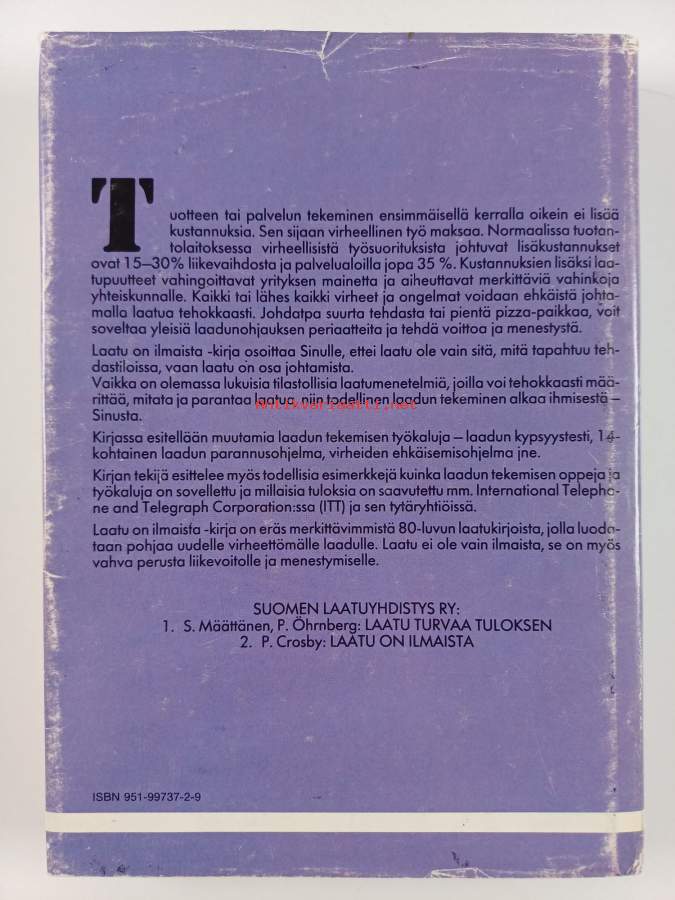 Tuotteen tai palvelun tekeminen ensimmäisellä kerralla oikein ei lisää
kustannuksia. Sen sijaan virheellinen työ maksaa. Normaalissa tuotan-
tolaitoksessa virheellisistä työsuorituksista johtuvat lisäkustannukset
ovat 15–30% liikevaihdosta ja palvelualoilla jopa 35 %. Kustannuksien lisäksi laa-
tupuutteet vahingoittavat yrityksen mainetta ja aiheuttavat merkittäviä vahinkoja
yhteiskunnalle. Kaikki tai lähes kaikki virheet ja ongelmat voidaan ehkäistä johta-
malla laatua tehokkaasti. Johdatpa suurta tehdasta tai pientä pizza-paikkaa, voit
soveltaa yleisiä laadunohjauksen periaatteita ja tehdä voittoa ja menestystä.
Laatu on ilmaista -kirja osoittaa Sinulle, ettei laatu ole vain sitä, mitä tapahtuu teh-
dastiloissa, vaan laatu on osa johtamista.
Vaikka on olemassa lukuisia tilastollisia laatumenetelmiä, joilla voi tehokkaasti mää-
rittää, mitata ja parantaa laatua, niin todellinen laadun tekeminen alkaa ihmisestä –
Antikvariaatti.net
Sinusta.
Kirjassa esitellään muutamia laadun tekemisen työkaluja – laadun kypsyystesti, 14-
kohtainen laadun parannusohjelma, virheiden ehkäisemisohjelma jne.
Kirjan tekijä esittelee myös todellisia esimerkkejä kuinka laadun tekemisen oppeja ja
työkaluja on sovellettu ja millaisia tuloksia on saavutettu mm. International Telepho-
ne and Telegraph Corporation:ssa (ITT) ja sen tytäryhtiöissä.
Laatu on ilmaista -kirja on eräs merkittävimmistä 80-luvun laatukirjoista, jolla luoda-
taan pohjaa uudelle virheettömälle laadulle. Laatu ei ole vain ilmaista, se on myös
vahva perusta liikevoitolle ja menestymiselle.
SUOMEN LAATUYHDISTYS RY:
1. S. Määttänen, P. Öhrnberg: LAATU TURVAA TULOKSEN
2. P. Crosby: LAATU ON ILMAISTA
ISBN 951-99737-2-9